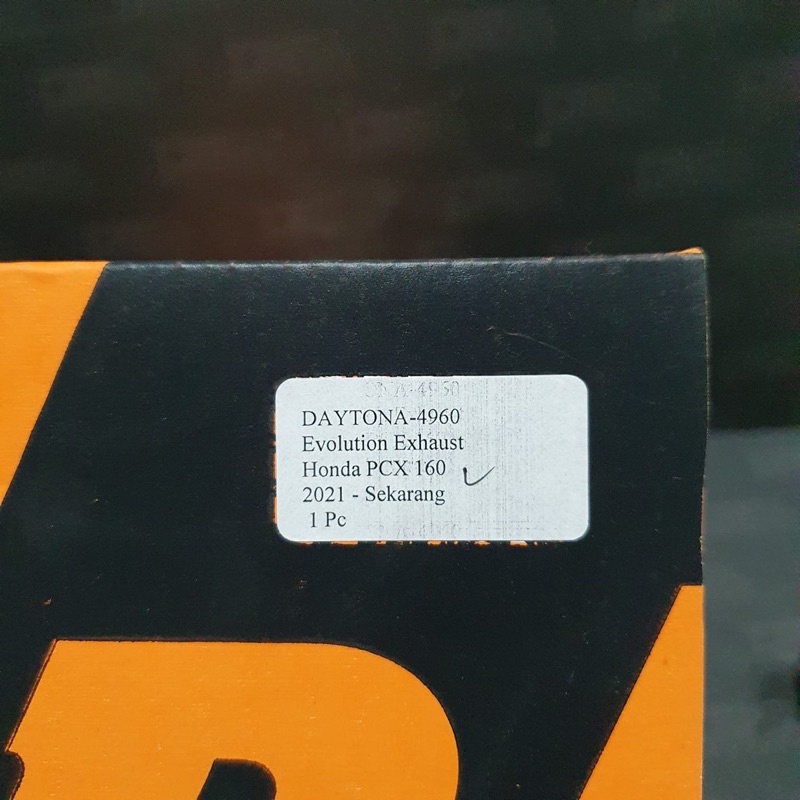 DAYTONA-4960
Evolution Exhaust
Honda PCX 160
2021 - Sekarang
1 Pc